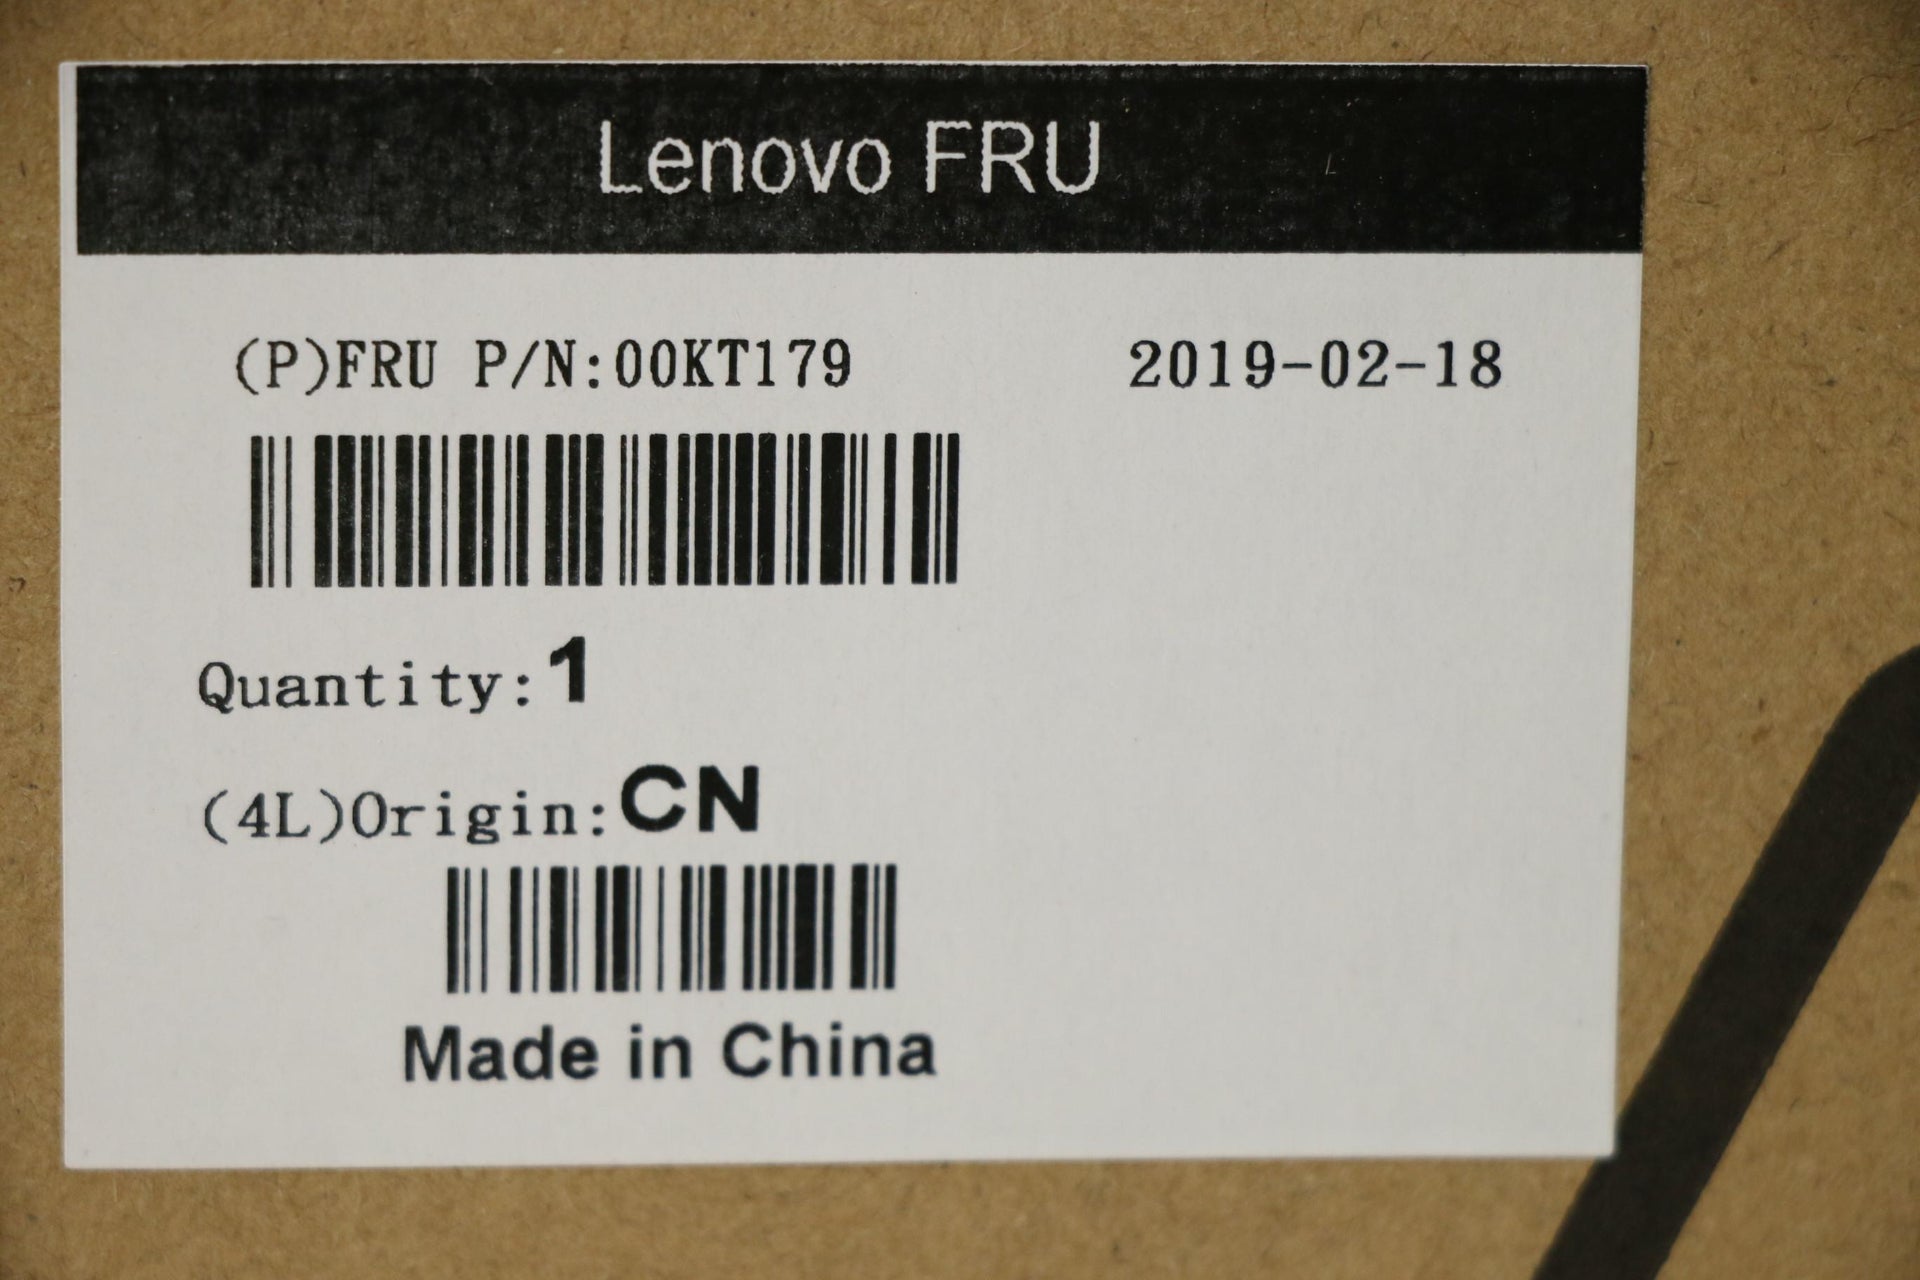 Lenovo FRU
(P)FRU P/N:00KT179 2019-02-18
Quantity:1
(4L)Origin:CN
Made in China